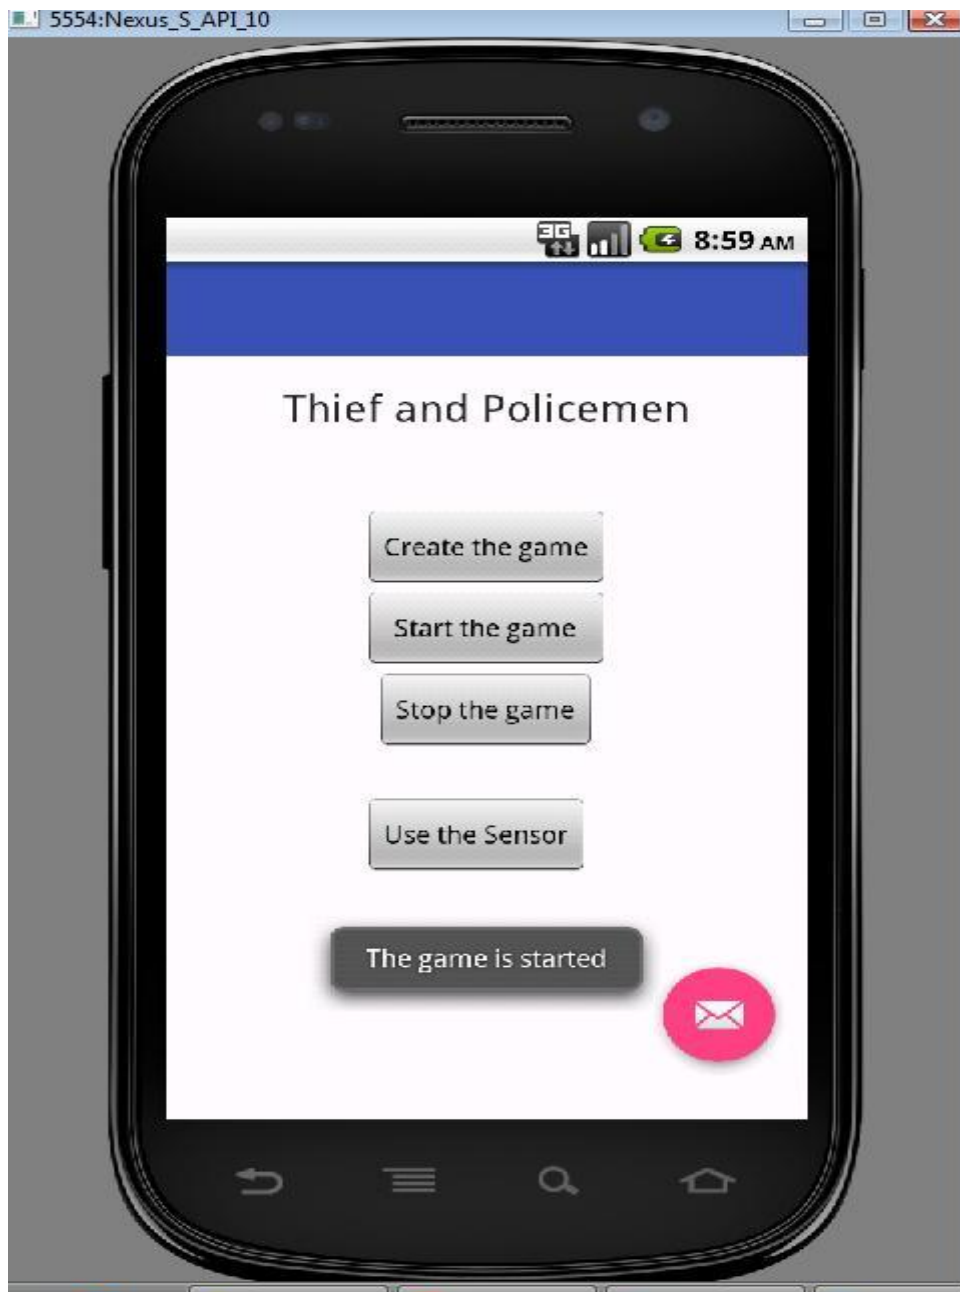 5554:Nexus_S_API_10
3G 8:59 AM
Thief and Policemen
Create the game
Start the game
Stop the game
Use the Sensor
The game is started